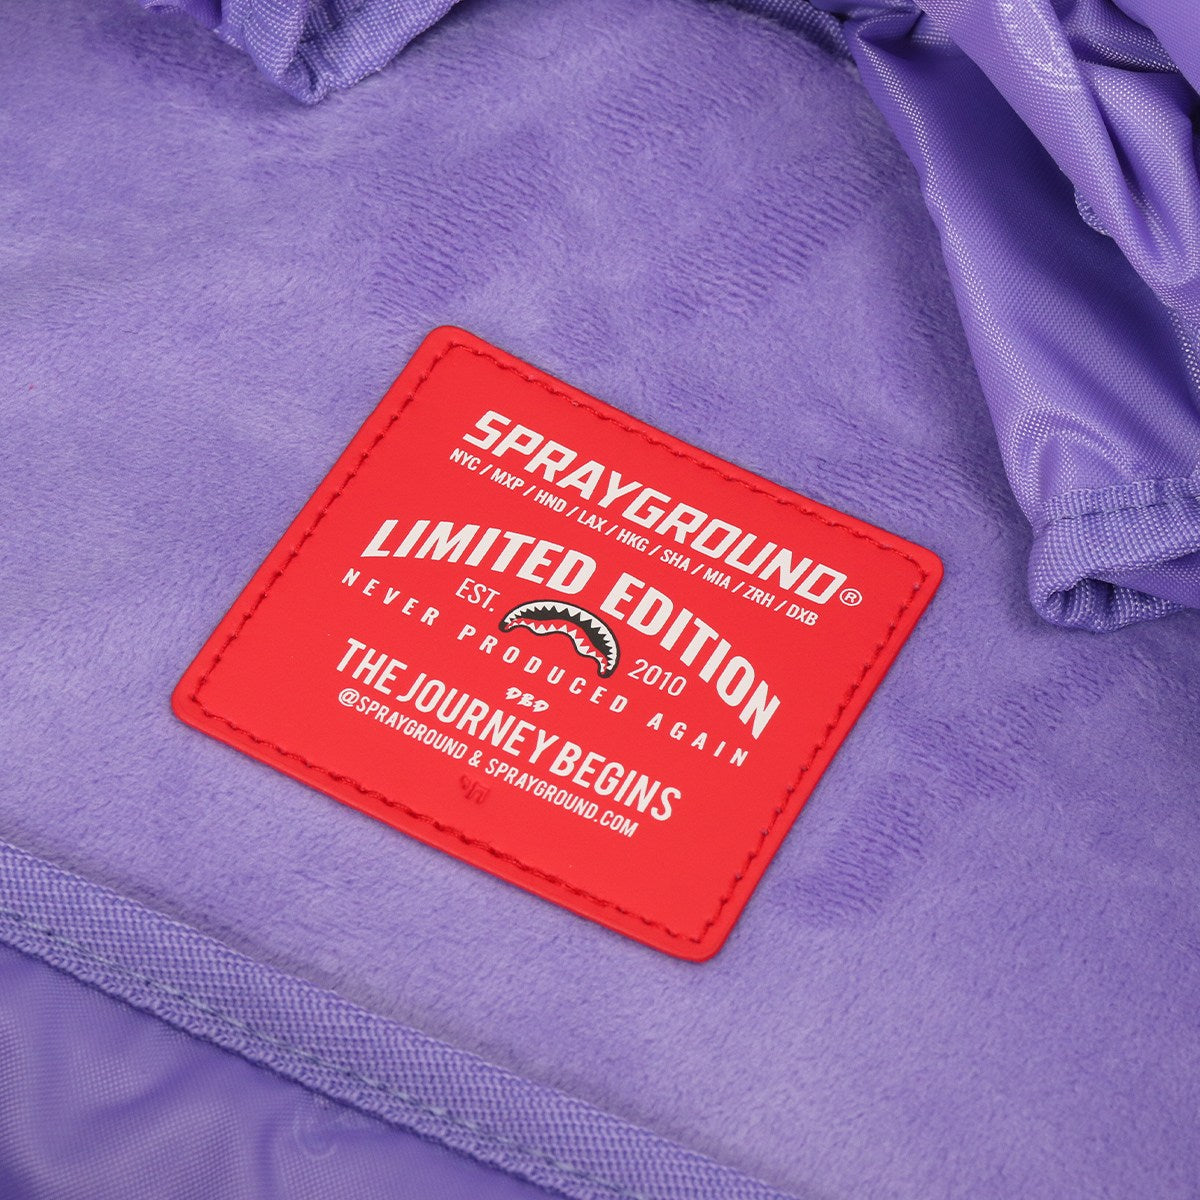 SPRAYGROUND®
NYC / MXP / HND / LAX / HKG / SHA / MIA / ZRH / DXB
LIMITED EDITION
EST. 2010
NEVER PRODUCED AGAIN
DBD
THE JOURNEY BEGINS
@SPRAYGROUND & SPRAYGROUND.COM